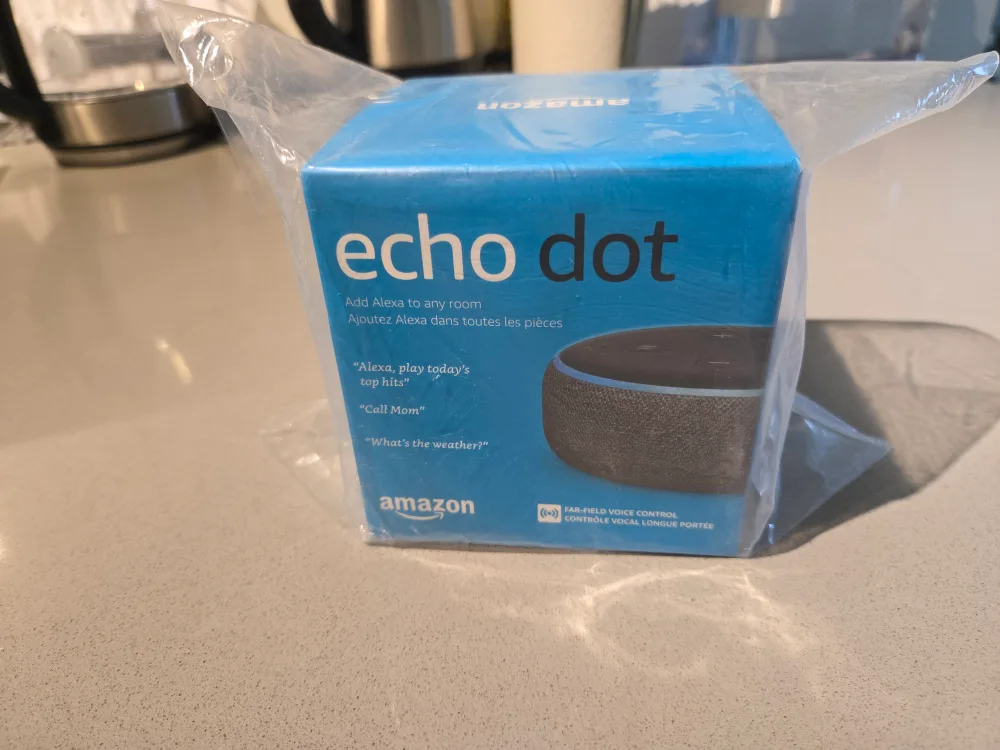 amazon
echo dot
Add Alexa to any room
Ajoutez Alexa dans toutes les pièces
“Alexa, play today’s
top hits”
“Call Mom”
“What’s the weather?”
amazon
FAR-FIELD VOICE CONTROL
CONTRÔLE VOCAL LONGUE PORTÉE